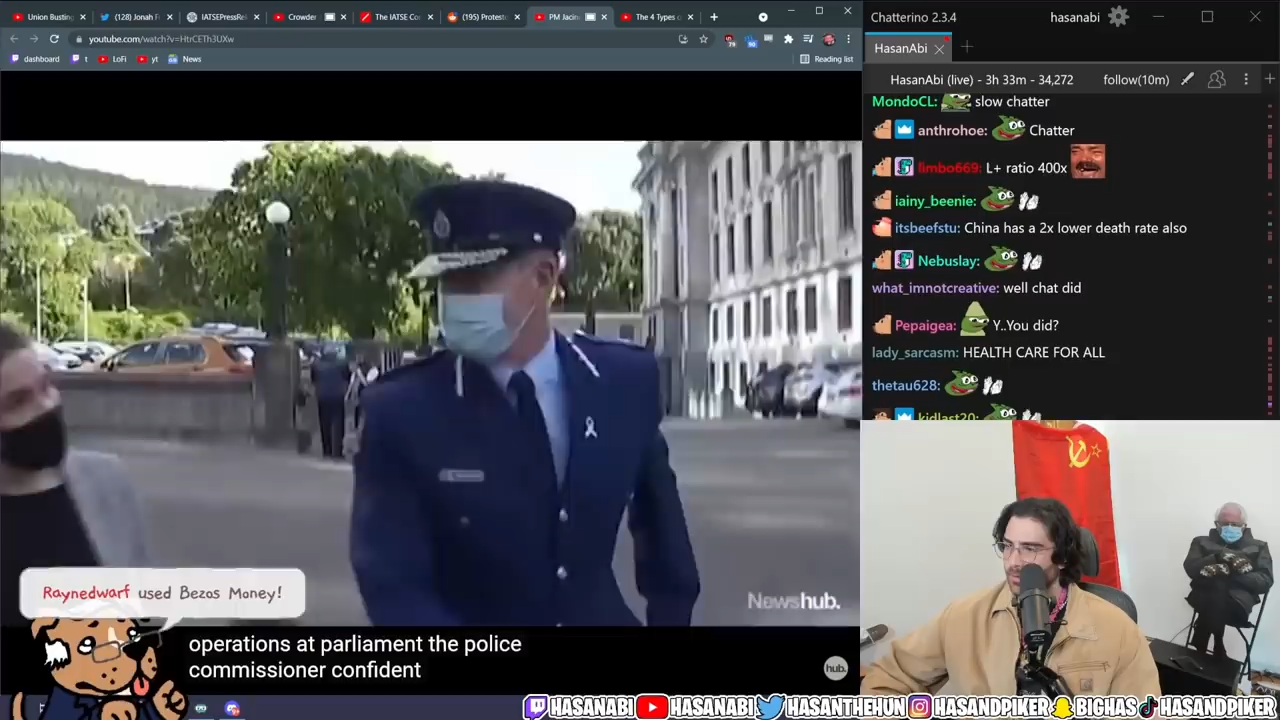 Union Busting
(128) Jonah F
IATSEPressRel
Crowder
The IATSE Co
(195) Protest
PM Jacin
The 4 Types o
youtube.com/watch?v=HtrCETh3UXw
dashboard
t
LoFi
yt
News
Reading list
Newshub.
Raynedwarf used Bezos Money!
operations at parliament the police
commissioner confident
hub.
Chatterino 2.3.4
hasanabi
HasanAbi
HasanAbi (live) - 3h 33m - 34,272
follow(10m)
MondoCL: slow chatter
anthrohoe: Chatter
limbo669: L+ ratio 400x
iainy_beenie:
itsbeefstu: China has a 2x lower death rate also
Nebuslay:
what_imnotcreative: well chat did
Pepaigea: Y..You did?
lady_sarcasm: HEALTH CARE FOR ALL
thetau628:
kidlast20:
HASANABI
HASANABI
HASANTHEHUN
HASANDPIKER
BIGHAS
HASANDPIKER